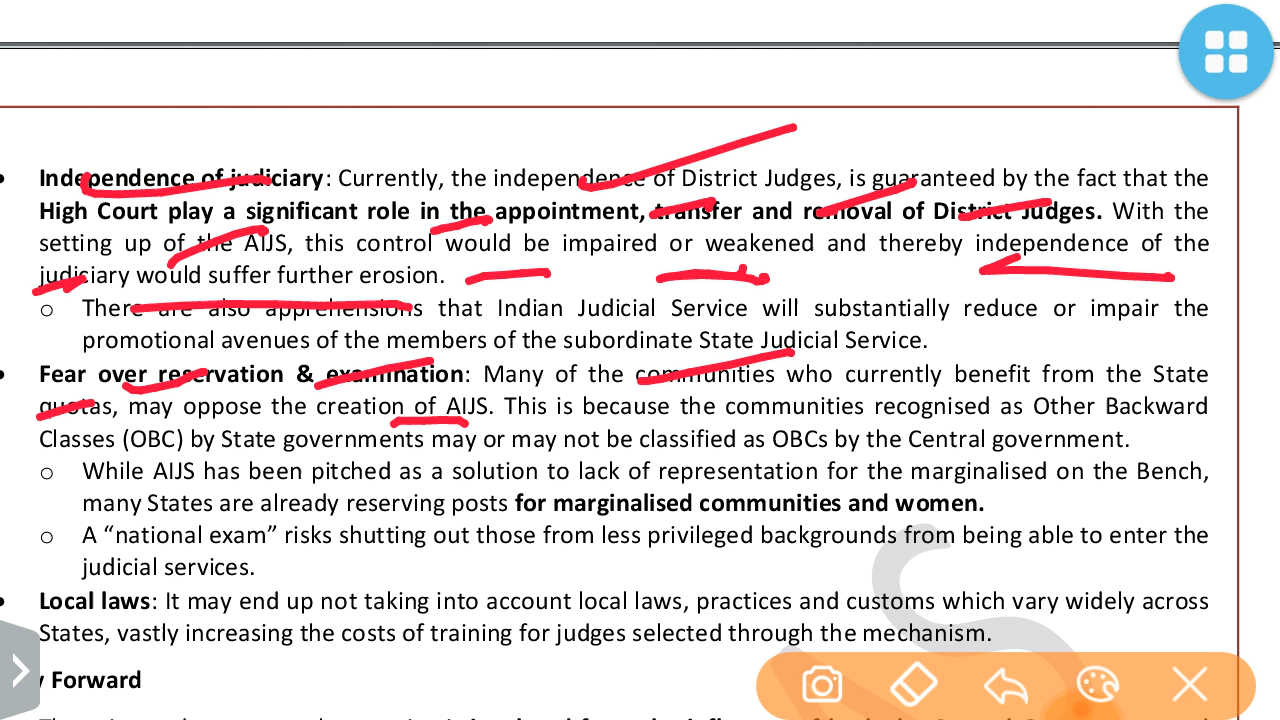 • Independence of judiciary: Currently, the independence of District Judges, is guaranteed by the fact that the
High Court play a significant role in the appointment, transfer and removal of District Judges. With the
setting up of the AIJS, this control would be impaired or weakened and thereby independence of the
judiciary would suffer further erosion.
o There are also apprehensions that Indian Judicial Service will substantially reduce or impair the
promotional avenues of the members of the subordinate State Judicial Service.
• Fear over reservation & examination: Many of the communities who currently benefit from the State
quotas, may oppose the creation of AIJS. This is because the communities recognised as Other Backward
Classes (OBC) by State governments may or may not be classified as OBCs by the Central government.
o While AIJS has been pitched as a solution to lack of representation for the marginalised on the Bench,
many States are already reserving posts for marginalised communities and women.
o A “national exam” risks shutting out those from less privileged backgrounds from being able to enter the
judicial services.
• Local laws: It may end up not taking into account local laws, practices and customs which vary widely across
States, vastly increasing the costs of training for judges selected through the mechanism.
y Forward